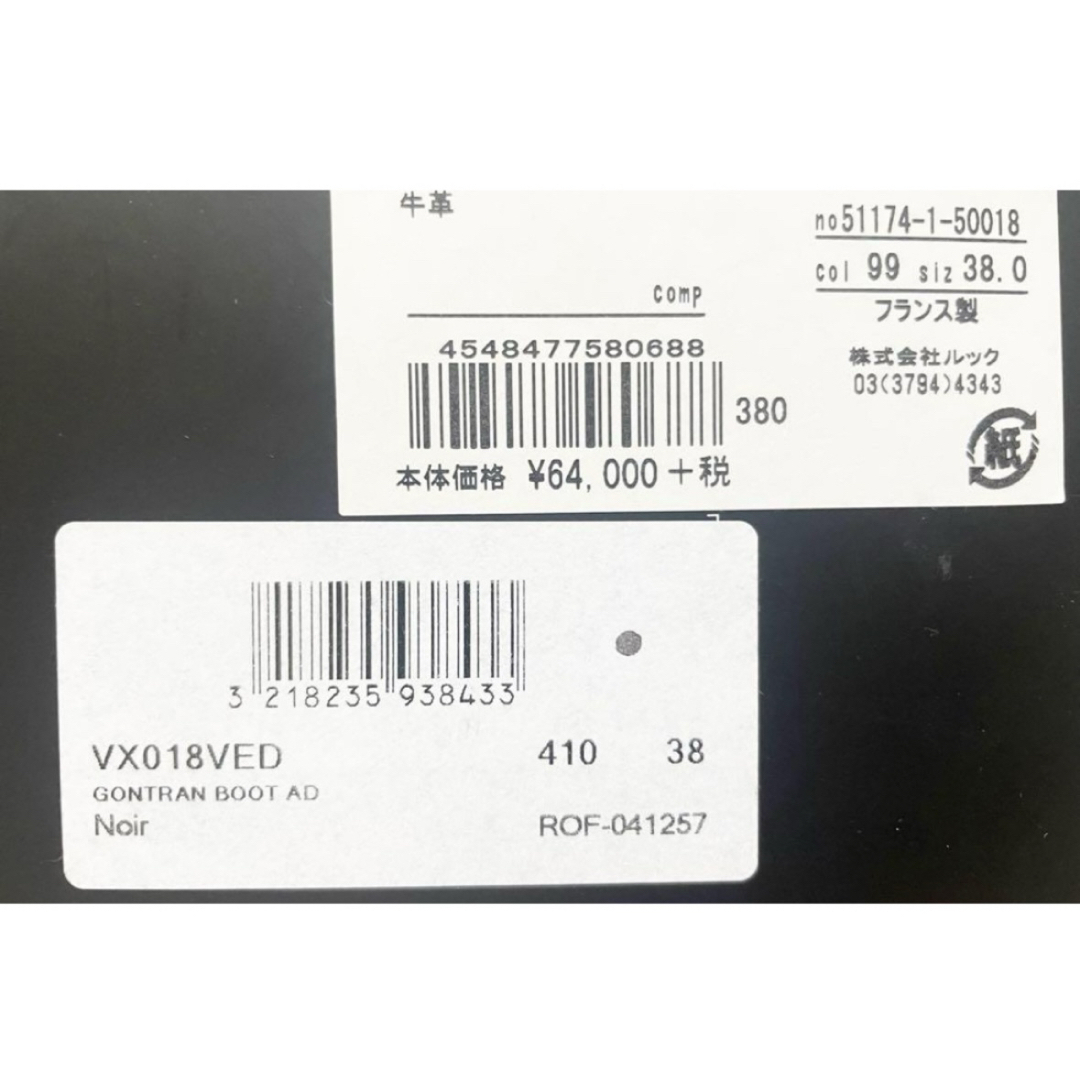 牛革
no51174-1-50018
col 99 siz 38.0
comp
フランス製
4548477580688
株式会社ルック
03(3794)4343
380
紙
本体価格 ¥64,000+税
3 218235 938433
VX018VED 410 38
GONTRAN BOOT AD
Noir ROF-041257